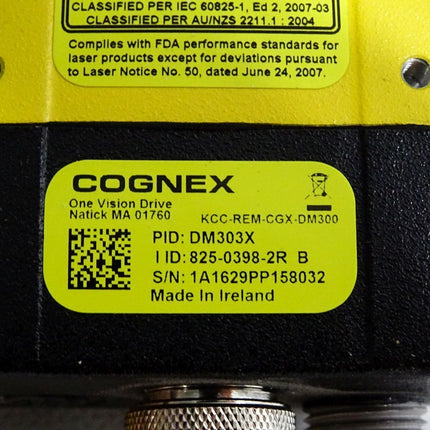 CLASSIFIED PER IEC 60825-1, Ed 2, 2007-03
CLASSIFIED PER AU/NZS 2211.1 : 2004
Complies with FDA performance standards for
laser products except for deviations pursuant
to Laser Notice No. 50, dated June 24, 2007.
COGNEX
One Vision Drive
Natick MA 01760
KCC-REM-CGX-DM300
PID: DM303X
I ID: 825-0398-2R B
S/N: 1A1629PP158032
Made In Ireland